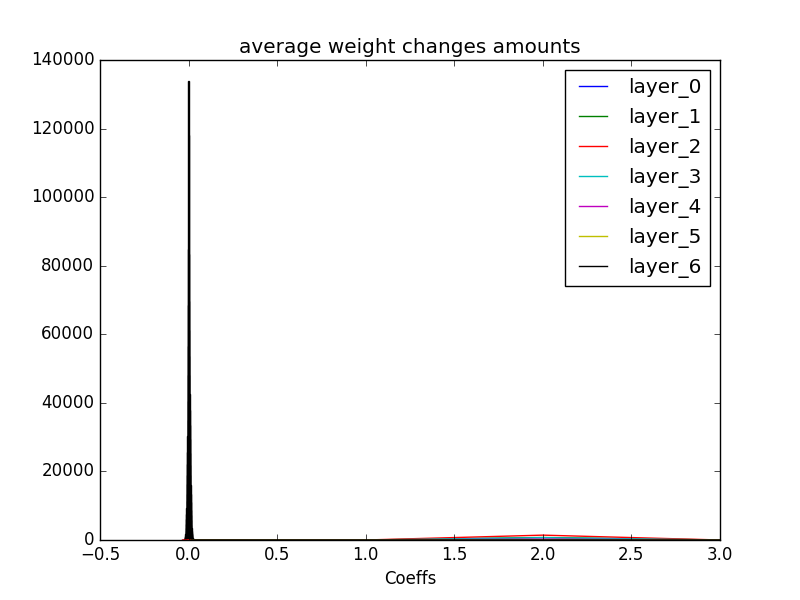 average weight changes amounts
140000
120000
100000
80000
60000
40000
20000
0
−0.5 0.0 0.5 1.0 1.5 2.0 2.5 3.0
Coeffs
layer_0
layer_1
layer_2
layer_3
layer_4
layer_5
layer_6